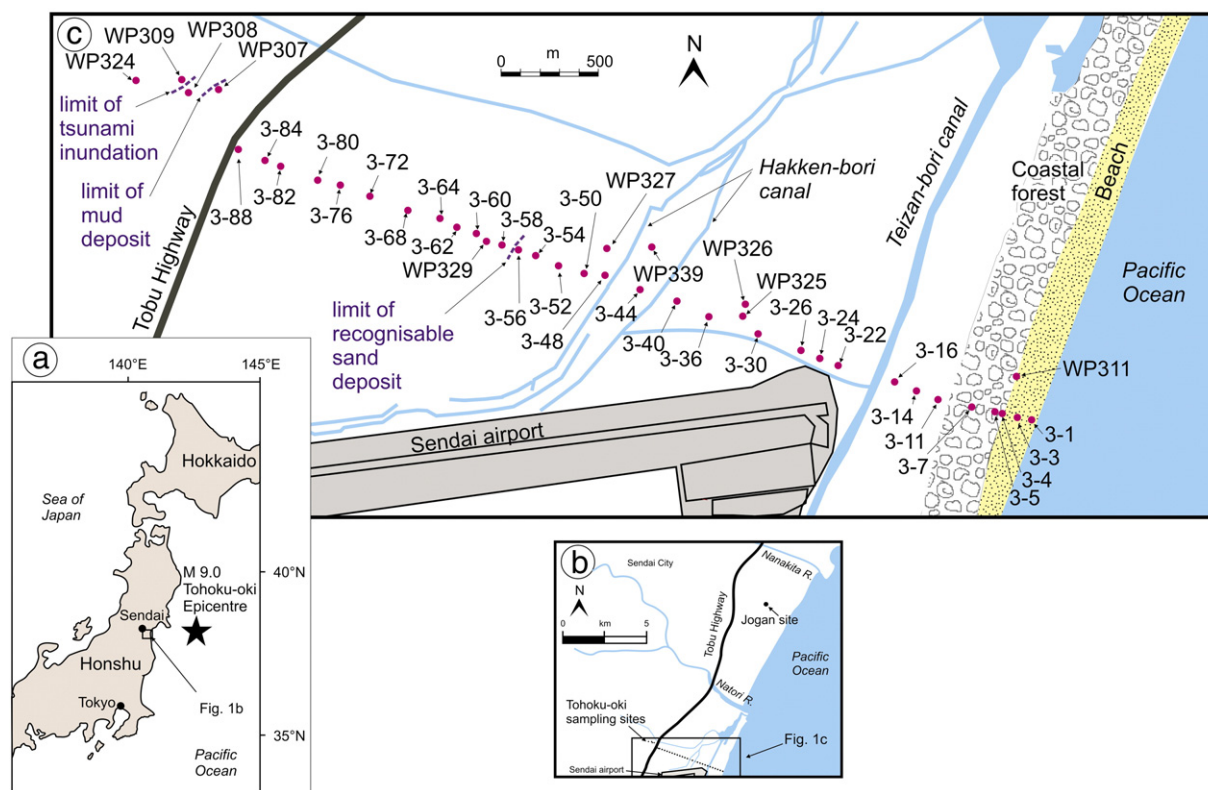 c
WP309
WP308
WP307
WP324
m
0
500
N
limit of
tsunami
inundation
limit of
mud
deposit
3-84
3-80
3-72
3-64
3-60
3-58
3-50
WP327
3-54
3-88
3-82
3-76
3-68
3-62
WP329
3-56
3-52
3-48
3-44
WP339
WP326
WP325
3-40
3-36
3-30
3-26
3-24
3-22
3-16
3-14
3-11
3-7
WP311
3-1
3-3
3-4
3-5
limit of
recognisable
sand
deposit
Tobu Highway
Hakken-bori
canal
Teizan-bori canal
Coastal
forest
Beach
Pacific
Ocean
Sendai airport
a
140°E
145°E
Hokkaido
Sea of
Japan
40°N
M 9.0
Tohoku-oki
Epicentre
Sendai
Honshu
Tokyo
Fig. 1b
35°N
Pacific
Ocean
b
Sendai City
Nanakita R.
N
0
km
5
Tobu Highway
Jogan site
Pacific
Ocean
Natori R.
Tohoku-oki
sampling sites
Fig. 1c
Sendai airport